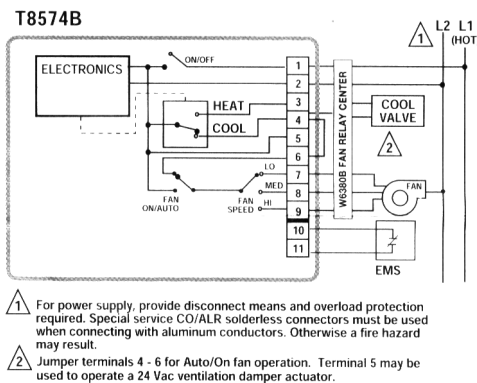 T8574B
1
L2 L1
(HOT
ELECTRONICS
ON/OFF
1
2
3
4
5
6
7
8
9
10
11
HEAT
COOL
FAN
ON/AUTO
FAN
SPEED
LO
MED
HI
W6380B FAN RELAY CENTER
COOL
VALVE
2
FAN
EMS
1 For power supply, provide disconnect means and overload protection
required. Special service CO/ALR solderless connectors must be used
when connecting with aluminum conductors. Otherwise a fire hazard
may result.
2 Jumper terminals 4 - 6 for Auto/On fan operation. Terminal 5 may be
used to operate a 24 Vac ventilation damper actuator.